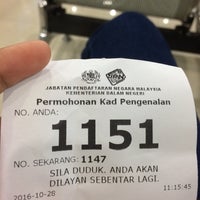 JABATAN PENDAFTARAN NEGARA MALAYSIA
KEMENTERIAN DALAM NEGERI
Permohonan Kad Pengenalan
NO. ANDA:
1151
NO. SEKARANG: 1147
SILA DUDUK. ANDA AKAN
DILAYAN SEBENTAR LAGI.
2016-10-28 11:15:45